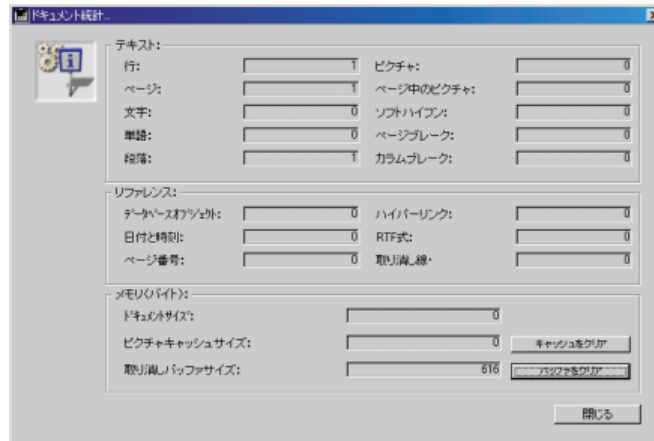 ドキュメント統計..
テキスト:
行: 1 ピクチャ: 0
ページ: 1 ページ中のピクチャ: 0
文字: 0 ソフトハイフン: 0
単語: 0 ページブレーク: 0
段落: 1 カラムブレーク: 0
リファレンス:
データベースオブジェクト: 0 ハイパーリンク: 0
日付と時刻: 0 RTF式: 0
ページ番号: 0 取り消し線: 0
メモリ(バイト):
ドキュメントサイズ: 0
ピクチャキャッシュサイズ: 0 キャッシュをクリア
取り消しバッファサイズ: 616 バッファをクリア
閉じる